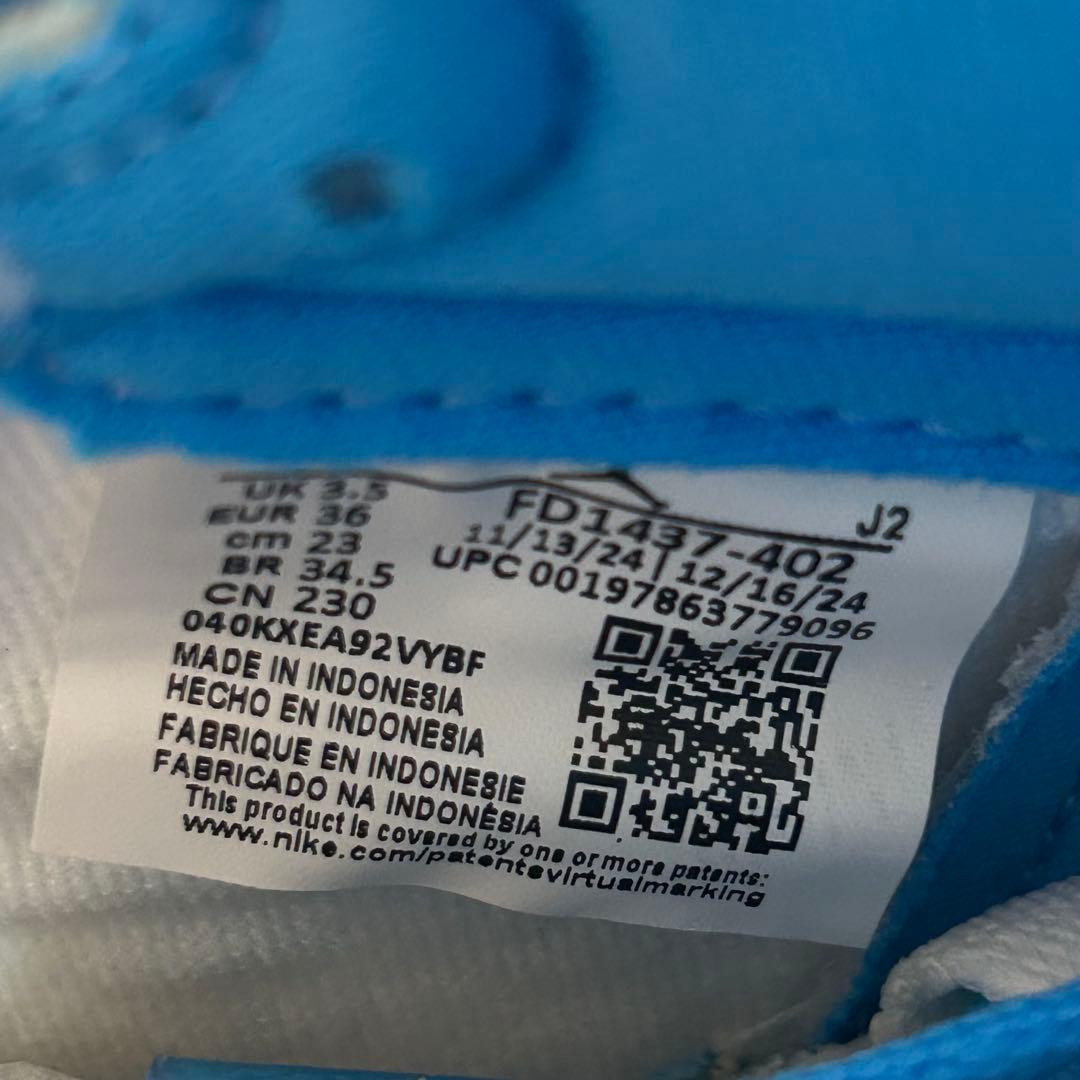 UK 3.5
EUR 36
cm 23
BR 34.5
CN 230
040KXEA92VYBF
MADE IN INDONESIA
HECHO EN INDONESIA
FABRIQUE EN INDONESIE
FABRICADO NA INDONÉSIA
This product is covered by one or more patents:
www.nike.com/patentsvirtualmarking
J2
FD1437-402
11/13/24 | 12/16/24
UPC 00197863779096